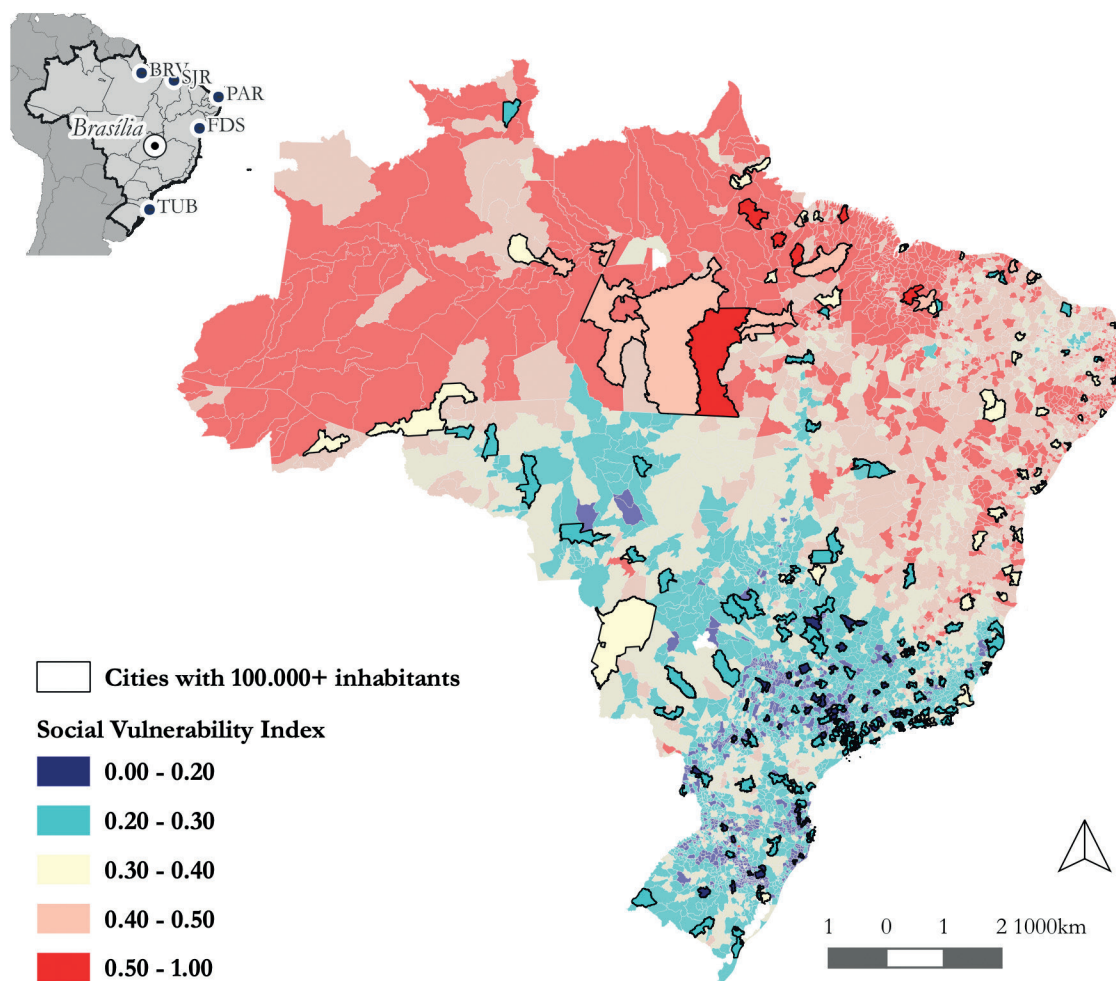 BRV
SJR
PAR
FDS
Brasília
TUB
Cities with 100.000+ inhabitants
Social Vulnerability Index
0.00 - 0.20
0.20 - 0.30
0.30 - 0.40
0.40 - 0.50
0.50 - 1.00
1 0 1 2 1000km